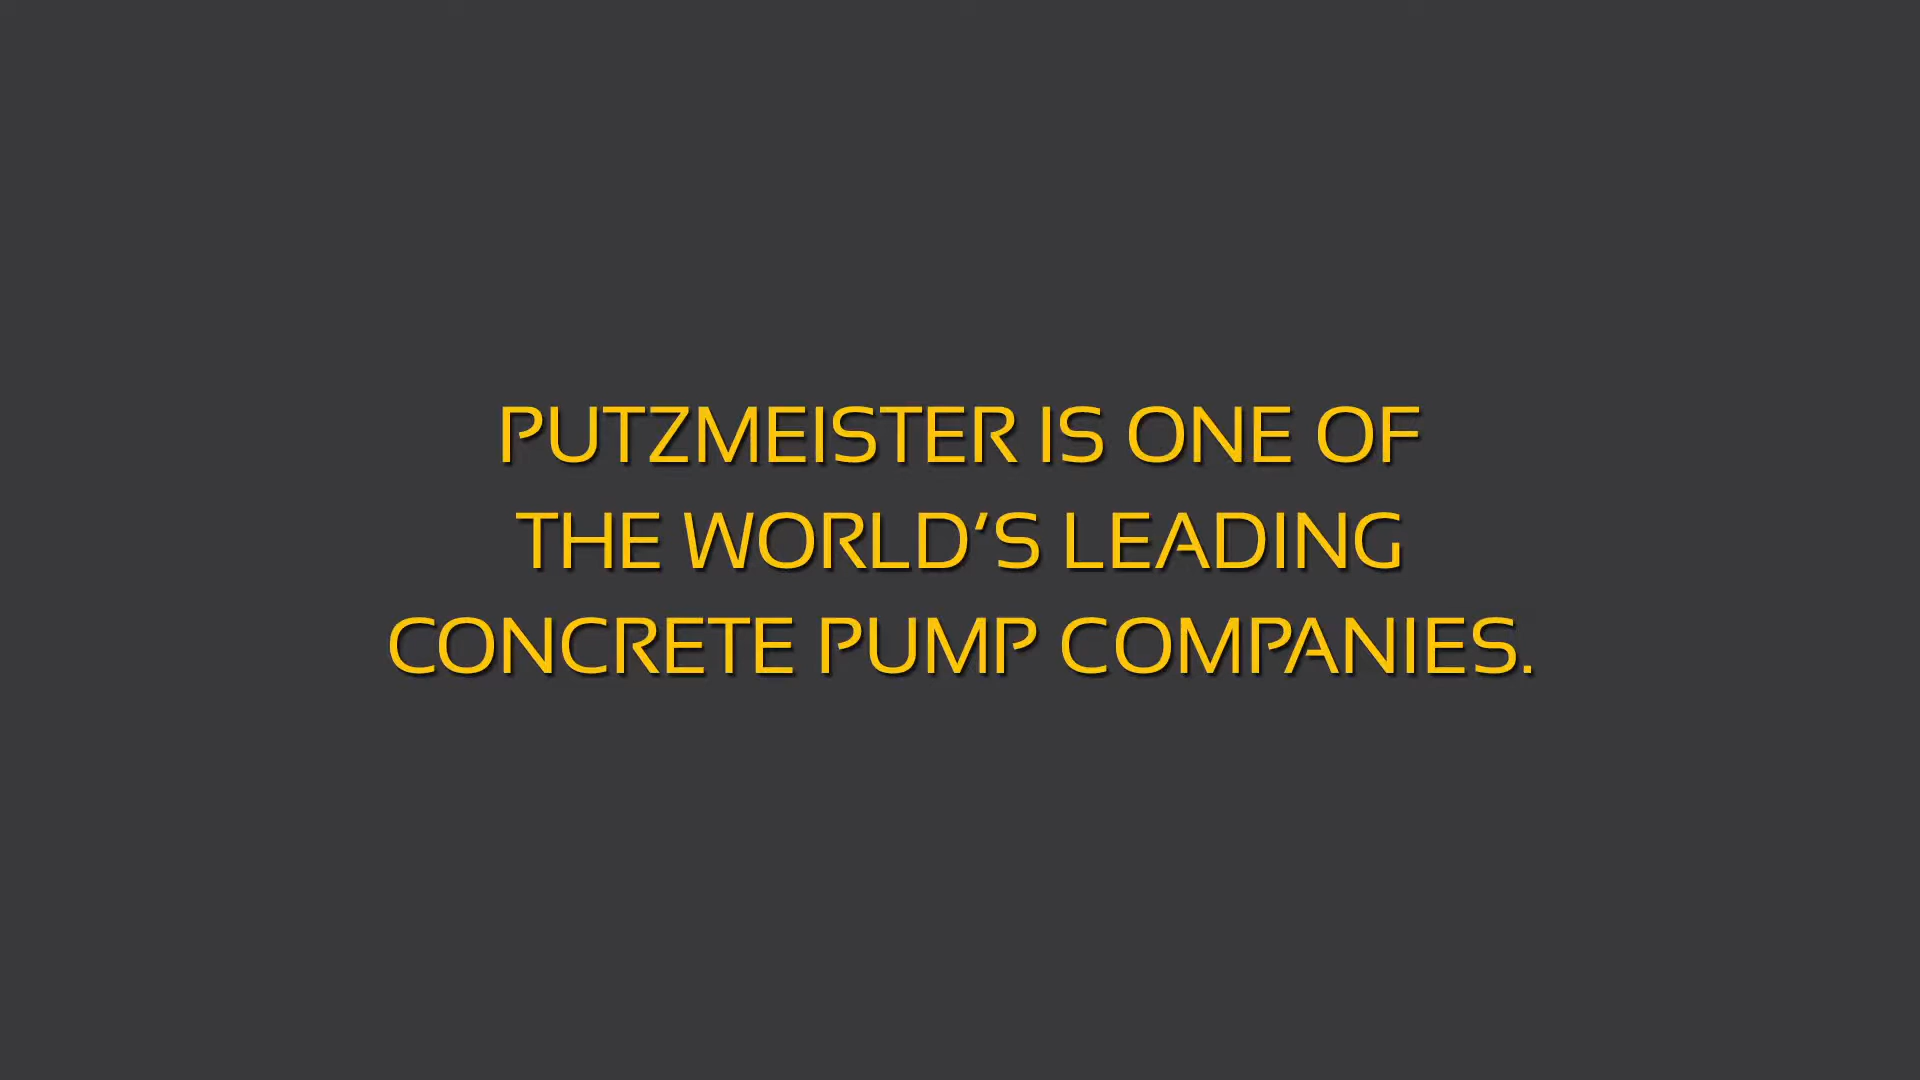 PUTZMEISTER IS ONE OF
THE WORLD‘S LEADING
CONCRETE PUMP COMPANIES.